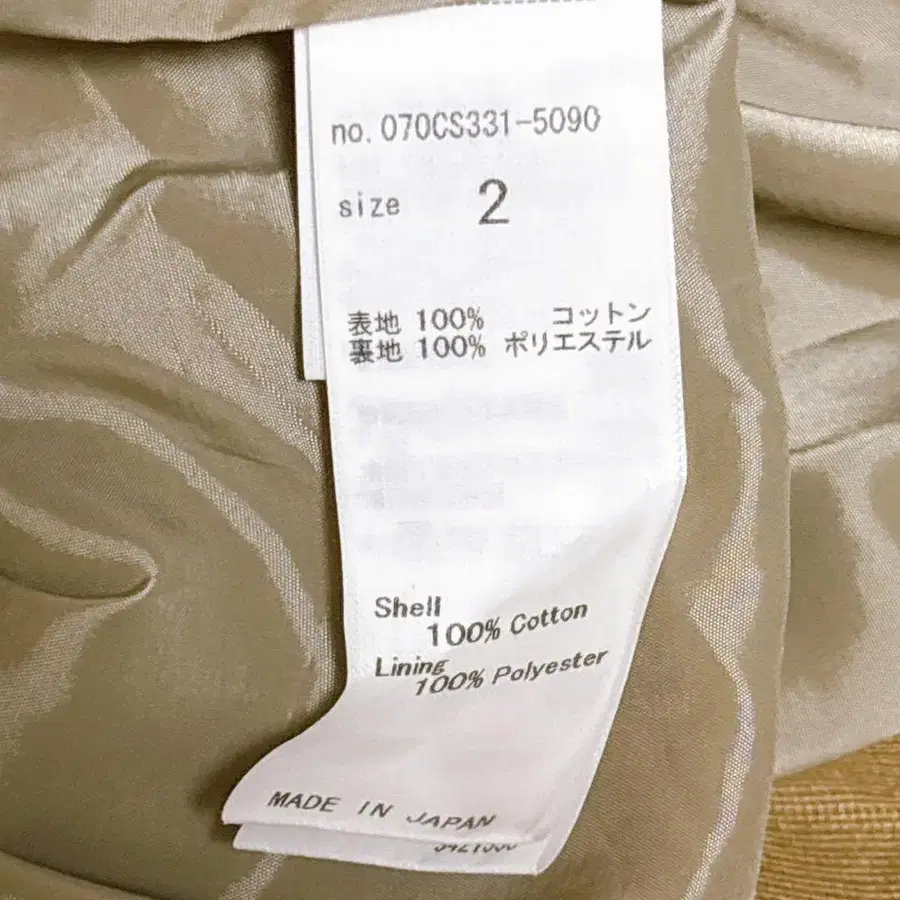 no. 070CS331-5090
size 2
表地 100% コットン
裏地 100% ポリエステル
Shell
100% Cotton
Lining
100% Polyester
MADE IN JAPAN